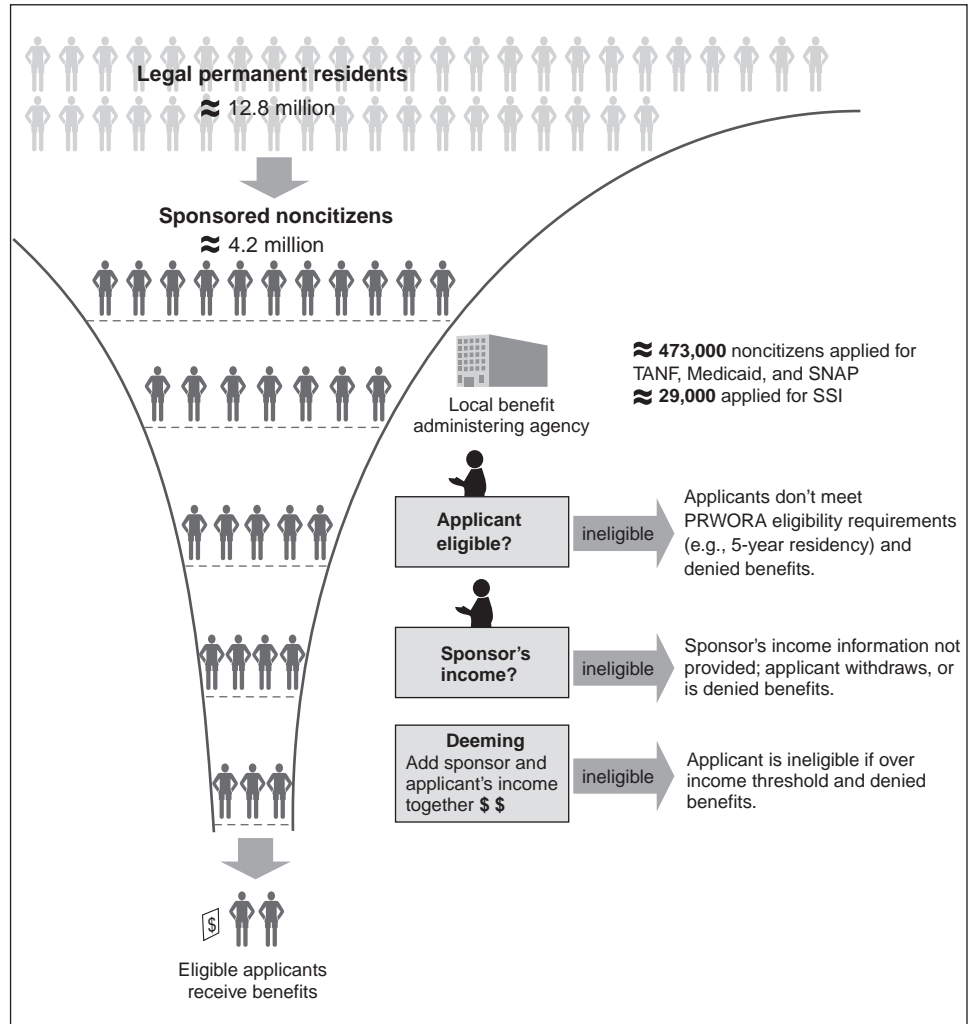 Legal permanent residents
≈ 12.8 million
Sponsored noncitizens
≈ 4.2 million
Local benefit
administering agency
≈ 473,000 noncitizens applied for
TANF, Medicaid, and SNAP
≈ 29,000 applied for SSI
Applicant
eligible?
ineligible
Applicants don't meet
PRWORA eligibility requirements
(e.g., 5-year residency) and
denied benefits.
Sponsor's
income?
ineligible
Sponsor's income information not
provided; applicant withdraws, or
is denied benefits.
Deeming
Add sponsor and
applicant's income
together $ $
ineligible
Applicant is ineligible if over
income threshold and denied
benefits.
$
Eligible applicants
receive benefits